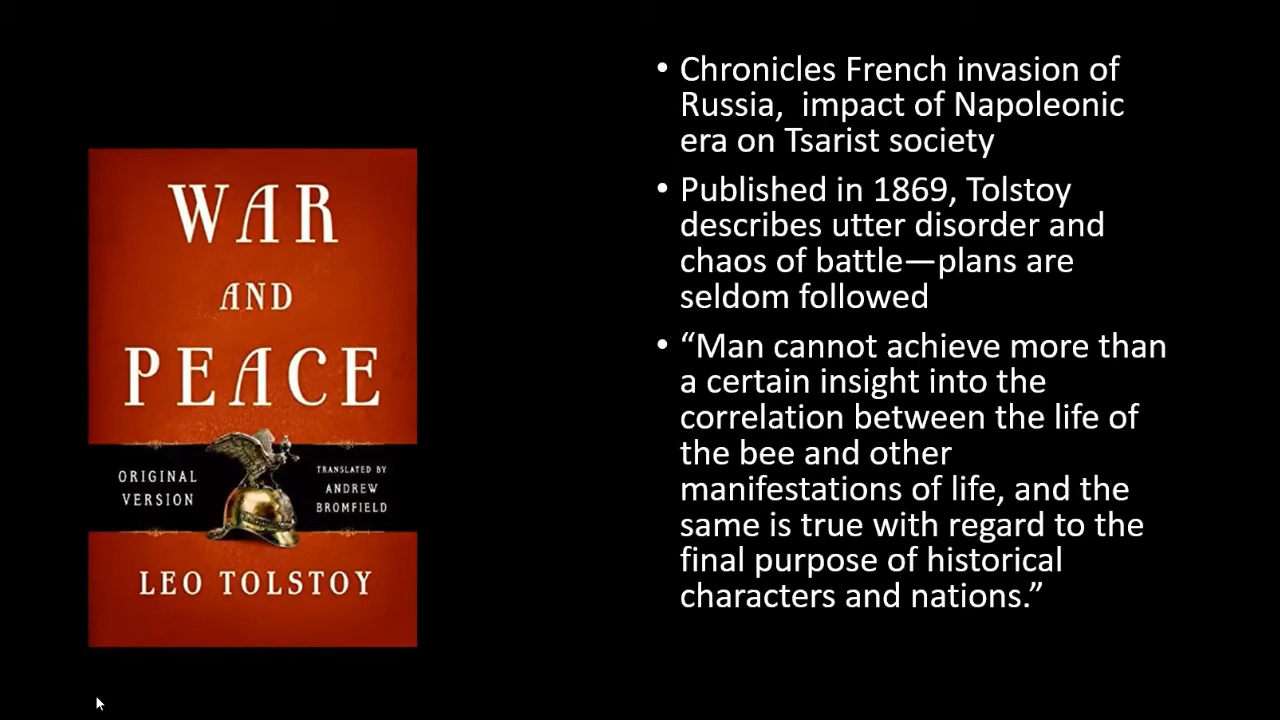 WAR
AND
PEACE
ORIGINAL
VERSION
TRANSLATED BY
ANDREW
BROMFIELD
LEO TOLSTOY
• Chronicles French invasion of
Russia,  impact of Napoleonic
era on Tsarist society
• Published in 1869, Tolstoy
describes utter disorder and
chaos of battle—plans are
seldom followed
• “Man cannot achieve more than
a certain insight into the
correlation between the life of
the bee and other
manifestations of life, and the
same is true with regard to the
final purpose of historical
characters and nations.”